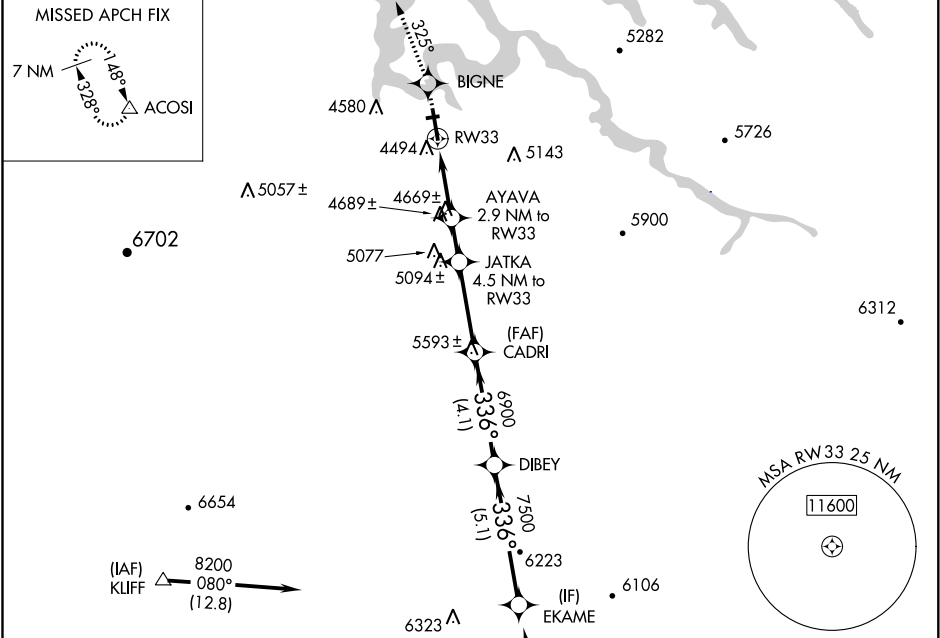 MISSED APCH FIX
7 NM
148°
328°
ACOSI
325°
BIGNE
5282
4580
RW33
4494
5143
5726
5057±
4669±
AYAVA
2.9 NM to
RW33
4689±
5900
6702
5077
JATKA
4.5 NM to
RW33
5094±
6312
(FAF)
CADRI
5593±
6900
336°
(4.1)
DIBEY
7500
336°
(5.1)
6223
MSA RW33 25 NM
11600
6654
(IAF)
KLIFF
8200
080°
(12.8)
(IF)
EKAME
6106
6323